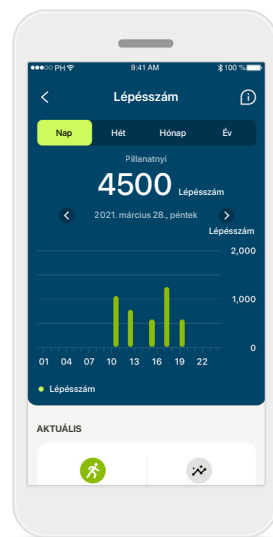 PH 9:41 AM 100 %
Lépésszám
Nap Hét Hónap Év
Pillanatnyi
4500 Lépésszám
2021. március 28., péntek
Lépésszám
2,000
1,000
0
01 04 07 10 13 16 19 22
Lépésszám
AKTUÁLIS